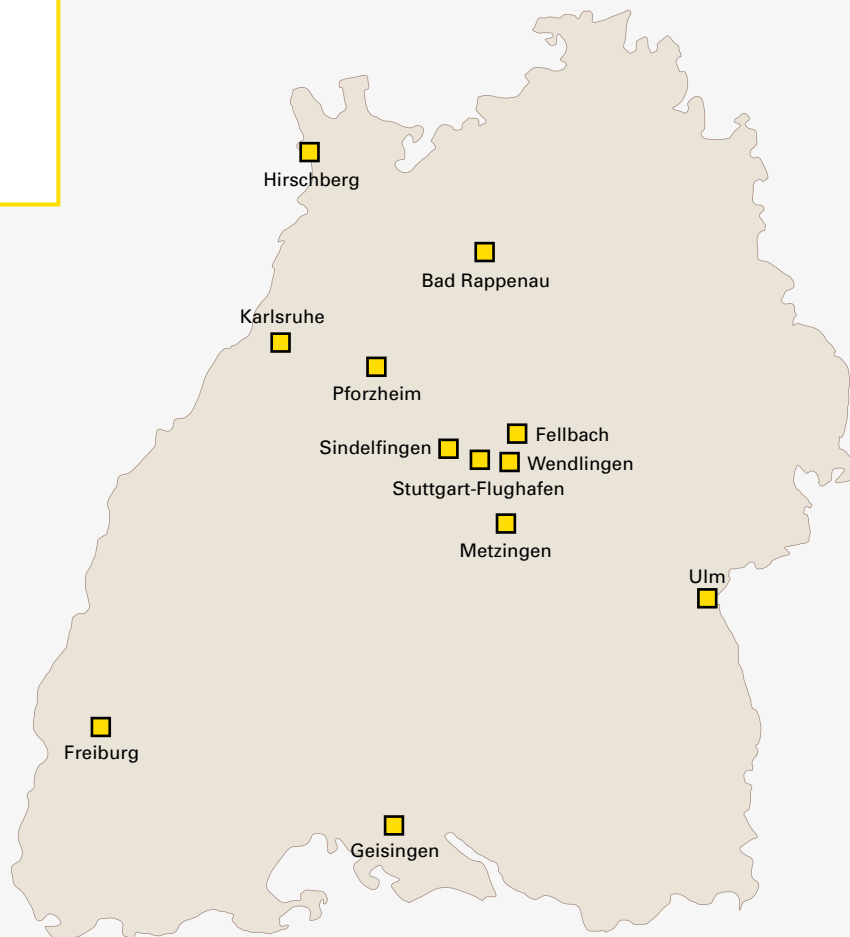 Hirschberg
Bad Rappenau
Karlsruhe
Pforzheim
Fellbach
Sindelfingen
Wendlingen
Stuttgart-Flughafen
Metzingen
Ulm
Freiburg
Geisingen